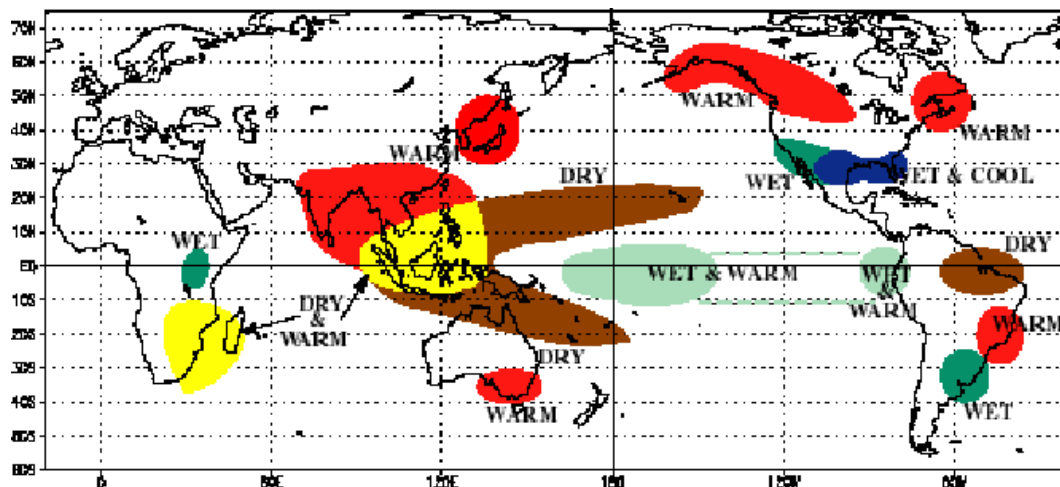 70N
60N
50N
40N
30N
20N
10N
EQ
10S
20S
30S
40S
50S
60S
0
60E
120E
180
120W
60W
WARM
WARM
WARM
DRY
WET
WET & COOL
WET
DRY
&
WARM
WET & WARM
WET
&
WARM
DRY
DRY
WARM
WARM
WET